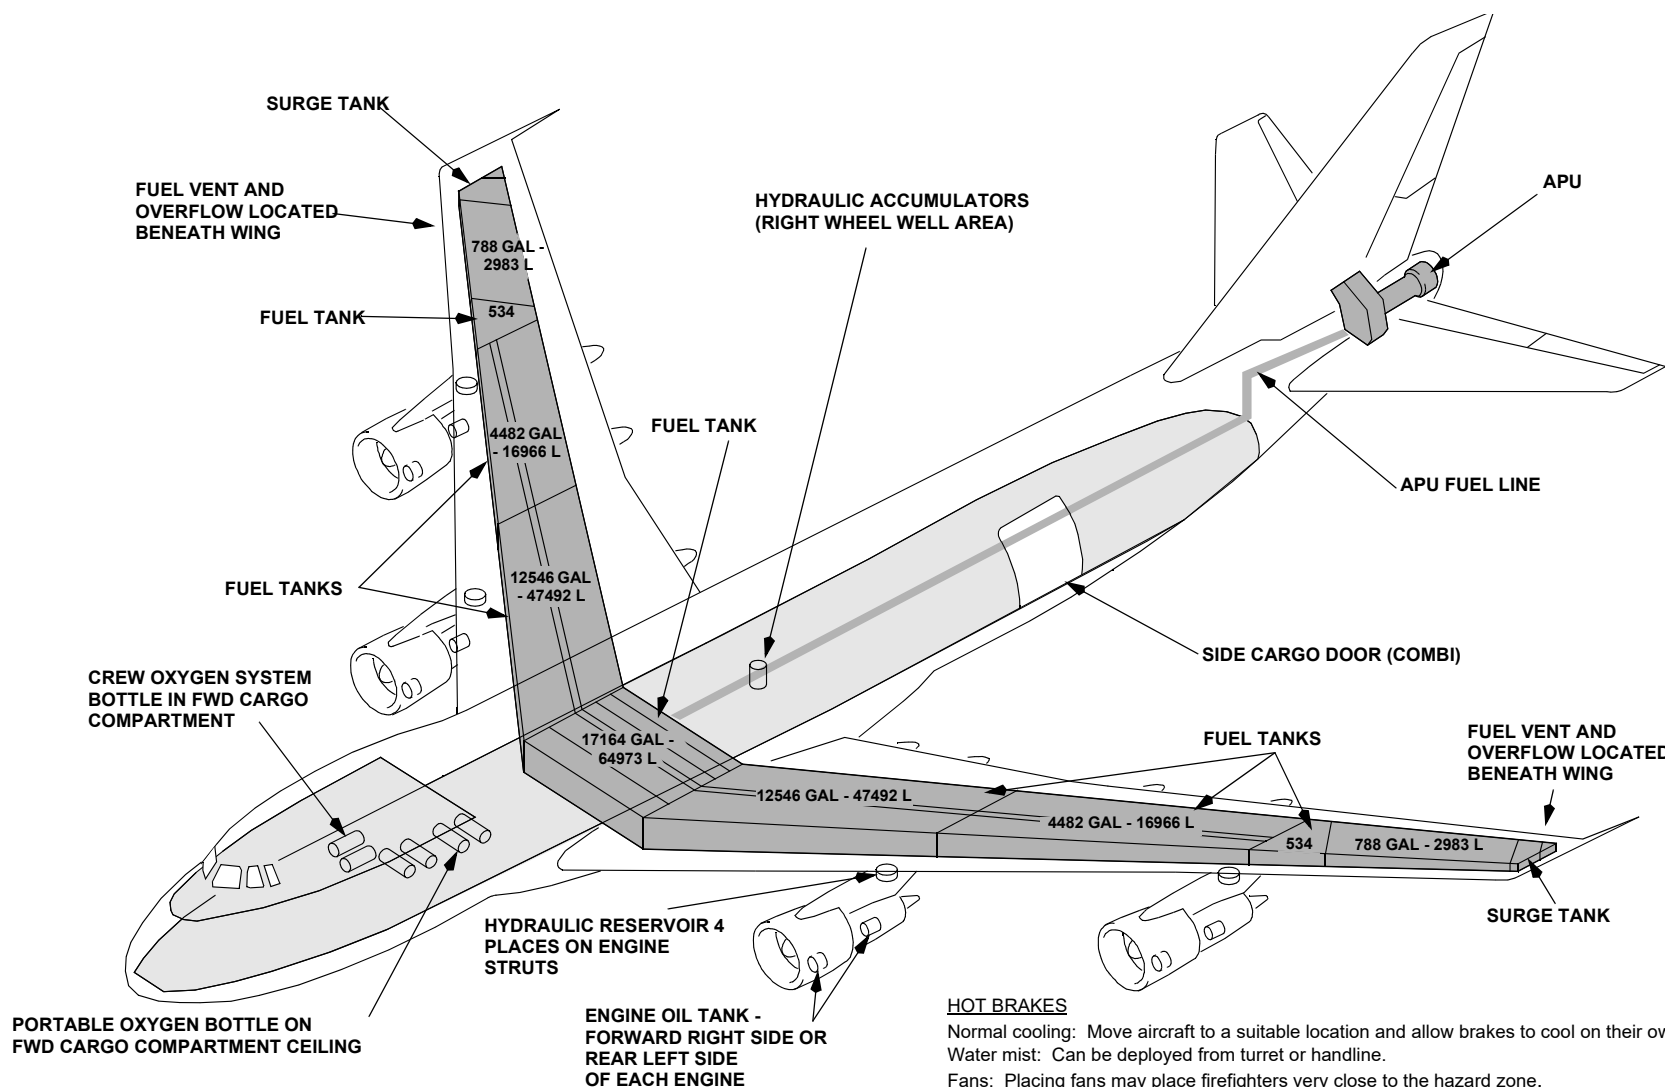 SURGE TANK
FUEL VENT AND
OVERFLOW LOCATED
BENEATH WING
HYDRAULIC ACCUMULATORS
(RIGHT WHEEL WELL AREA)
APU
788 GAL -
2983 L
FUEL TANK
534
4482 GAL
- 16966 L
FUEL TANK
APU FUEL LINE
FUEL TANKS
12546 GAL
- 47492 L
SIDE CARGO DOOR (COMBI)
CREW OXYGEN SYSTEM
BOTTLE IN FWD CARGO
COMPARTMENT
17164 GAL -
64973 L
FUEL TANKS
FUEL VENT AND
OVERFLOW LOCATED
BENEATH WING
12546 GAL - 47492 L
4482 GAL - 16966 L
534
788 GAL - 2983 L
SURGE TANK
HYDRAULIC RESERVOIR 4
PLACES ON ENGINE
STRUTS
PORTABLE OXYGEN BOTTLE ON
FWD CARGO COMPARTMENT CEILING
ENGINE OIL TANK -
FORWARD RIGHT SIDE OR
REAR LEFT SIDE
OF EACH ENGINE
HOT BRAKES
Normal cooling: Move aircraft to a suitable location and allow brakes to cool on their ow
Water mist: Can be deployed from turret or handline.
Fans: Placing fans may place firefighters very close to the hazard zone.